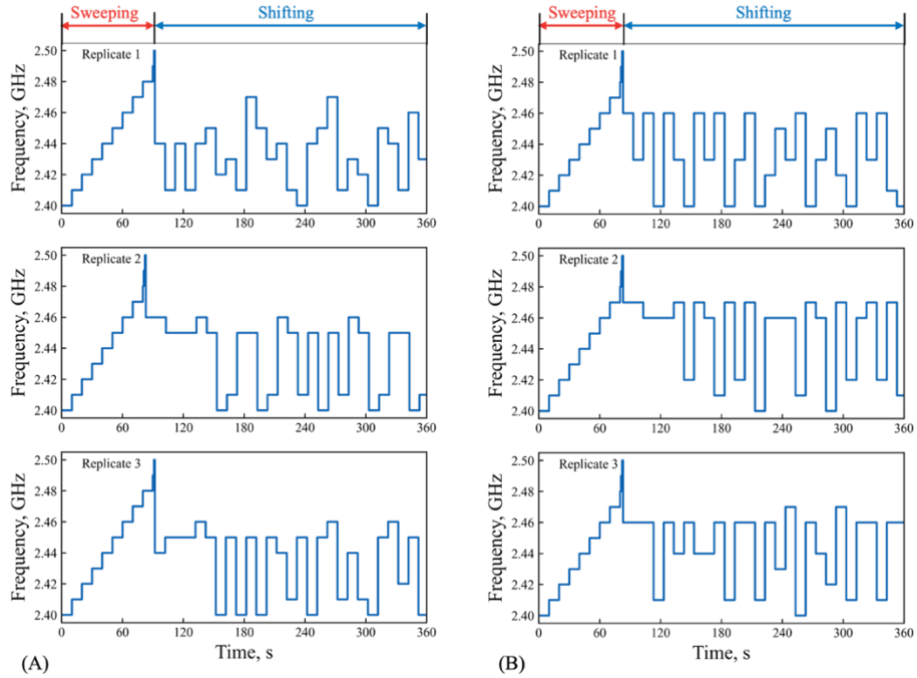 Sweeping Shifting
Replicate 1
Frequency, GHz
2.50
2.48
2.46
2.44
2.42
2.40
0 60 120 180 240 300 360
Replicate 2
Frequency, GHz
2.50
2.48
2.46
2.44
2.42
2.40
0 60 120 180 240 300 360
Replicate 3
Frequency, GHz
2.50
2.48
2.46
2.44
2.42
2.40
0 60 120 180 240 300 360
Time, s
(A)
Sweeping Shifting
Replicate 1
Frequency, GHz
2.50
2.48
2.46
2.44
2.42
2.40
0 60 120 180 240 300 360
Replicate 2
Frequency, GHz
2.50
2.48
2.46
2.44
2.42
2.40
0 60 120 180 240 300 360
Replicate 3
Frequency, GHz
2.50
2.48
2.46
2.44
2.42
2.40
0 60 120 180 240 300 360
Time, s
(B)